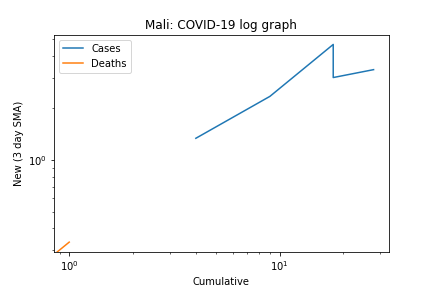 Mali: COVID-19 log graph
Cases
Deaths
New (3 day SMA)
10⁰
10⁰
10¹
Cumulative